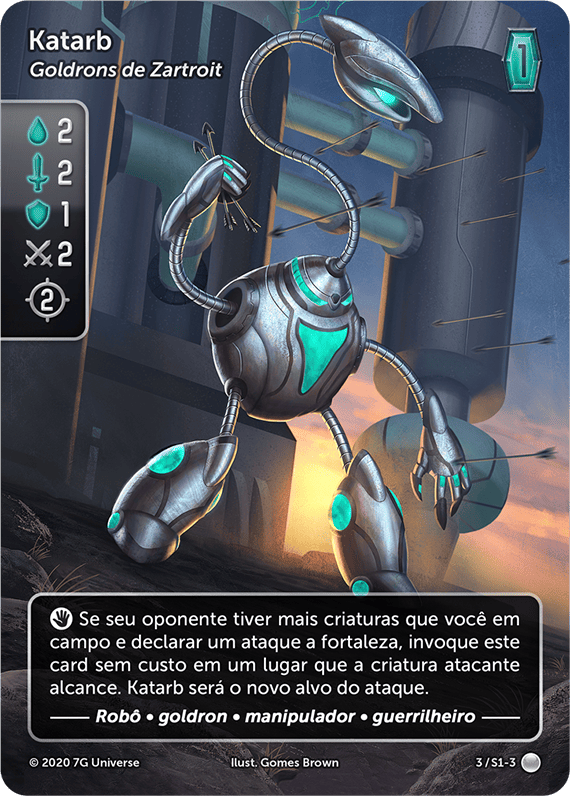 Katarb
Goldrons de Zartroit
1
2
2
1
2
2
Se seu oponente tiver mais criaturas que você em
campo e declarar um ataque a fortaleza, invoque este
card sem custo em um lugar que a criatura atacante
alcance. Katarb será o novo alvo do ataque.
Robô • goldron • manipulador • guerrilheiro
© 2020 7G Universe
Illust. Gomes Brown
3 / S1-3